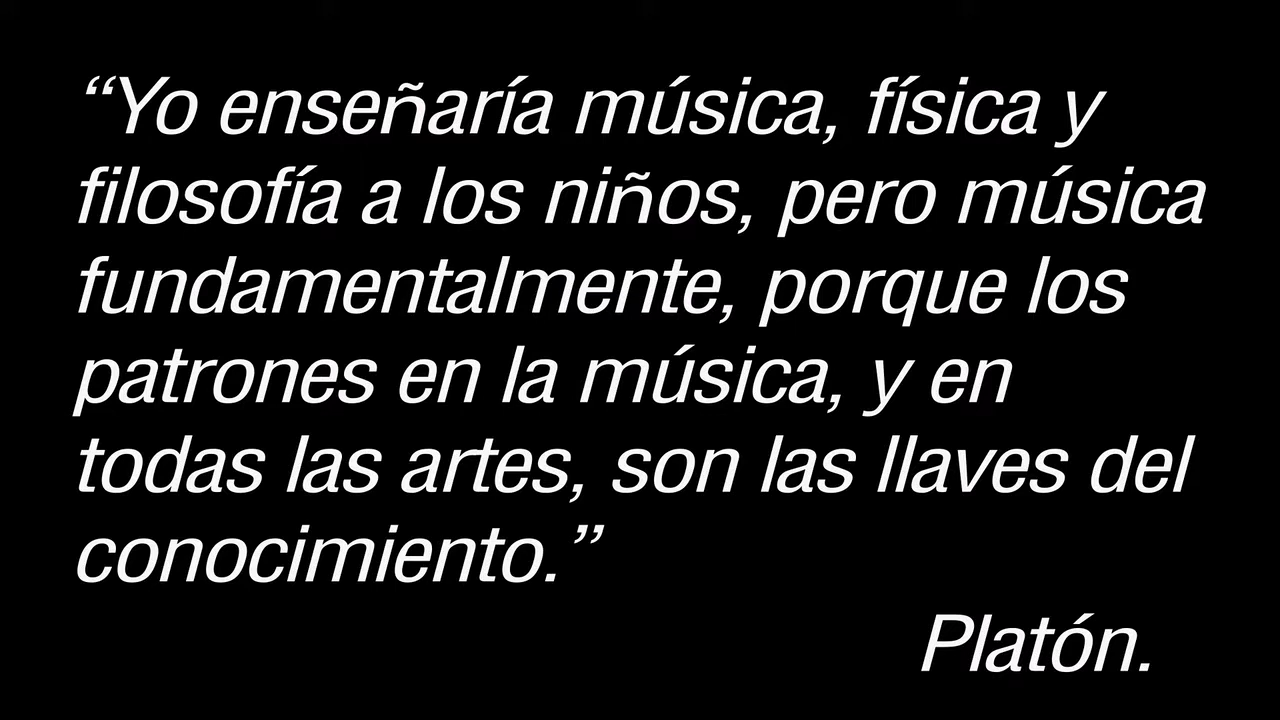 “Yo enseñaría música, física y
filosofía a los niños, pero música
fundamentalmente, porque los
patrones en la música, y en
todas las artes, son las llaves del
conocimiento.”
Platón.